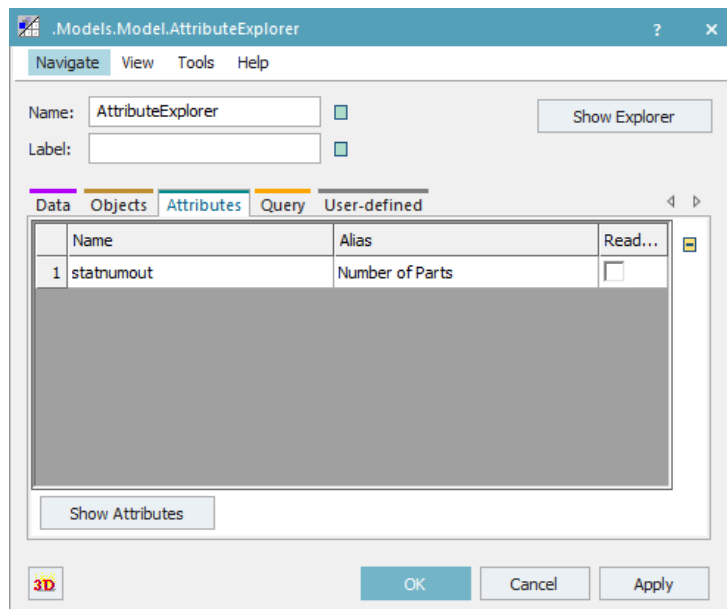 .Models.Model.AttributeExplorer ? ×
Navigate View Tools Help
Name: AttributeExplorer Show Explorer
Label:
Data Objects Attributes Query User-defined
Name Alias Read...
1 statnumout Number of Parts
Show Attributes
3D OK Cancel Apply